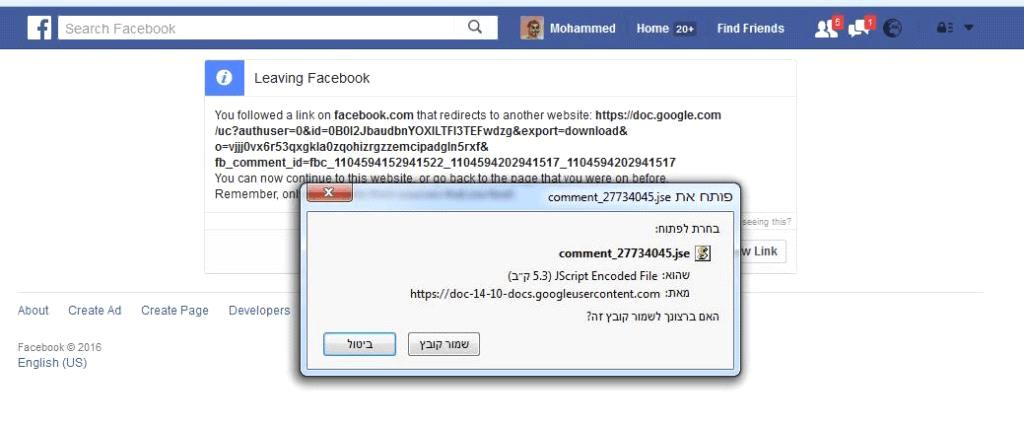 Search Facebook
Mohammed
Home 20+
Find Friends
6
1
Leaving Facebook
You followed a link on facebook.com that redirects to another website: https://doc.google.com
/uc?authuser=0&id=0B0I2JbaudbnYOXlLTFI3TEFwdzg&export=download&
o=vjjj0vx6r53qxgkla0zqohizrgzzemcipadgln5rxf&
fb_comment_id=fbc_1104594152941522_1104594202941517_1104594202941517
You can now continue to this website, or go back to the page that you were on before.
Remember, only
seeing this?
w Link
פותח את comment_27734045.jse
בחרת לפתוח:
comment_27734045.jse
שהוא: JScript Encoded File (5.3 ק״ב)
מאת: https://doc-14-10-docs.googleusercontent.com
האם ברצונך לשמור קובץ זה?
שמור קובץ
ביטול
About
Create Ad
Create Page
Developers
Facebook © 2016
English (US)